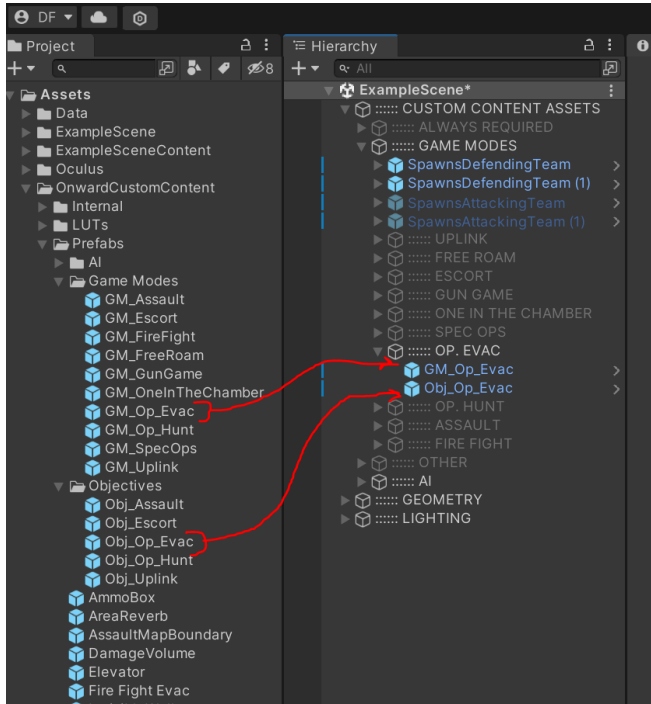 DF
Project
8
Assets
Data
ExampleScene
ExampleSceneContent
Oculus
OnwardCustomContent
Internal
LUTs
Prefabs
AI
Game Modes
GM_Assault
GM_Escort
GM_FireFight
GM_FreeRoam
GM_GunGame
GM_OneInTheChamber
GM_Op_Evac
GM_Op_Hunt
GM_SpecOps
GM_Uplink
Objectives
Obj_Assault
Obj_Escort
Obj_Op_Evac
Obj_Op_Hunt
Obj_Uplink
AmmoBox
AreaReverb
AssaultMapBoundary
DamageVolume
Elevator
Fire Fight Evac
Hierarchy
All
ExampleScene*
:::::: CUSTOM CONTENT ASSETS
:::::: ALWAYS REQUIRED
:::::: GAME MODES
SpawnsDefendingTeam
SpawnsDefendingTeam (1)
SpawnsAttackingTeam
SpawnsAttackingTeam (1)
:::::: UPLINK
:::::: FREE ROAM
:::::: ESCORT
:::::: GUN GAME
:::::: ONE IN THE CHAMBER
:::::: SPEC OPS
:::::: OP. EVAC
GM_Op_Evac
Obj_Op_Evac
:::::: OP. HUNT
:::::: ASSAULT
:::::: FIRE FIGHT
:::::: OTHER
:::::: AI
:::::: GEOMETRY
:::::: LIGHTING